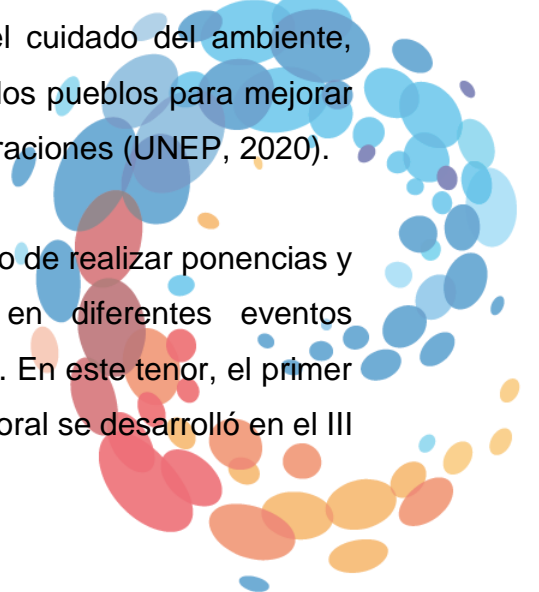 el cuidado del ambiente,
los pueblos para mejorar
raciones (UNEP, 2020).
o de realizar ponencias y
en diferentes eventos
. En este tenor, el primer
oral se desarrolló en el III